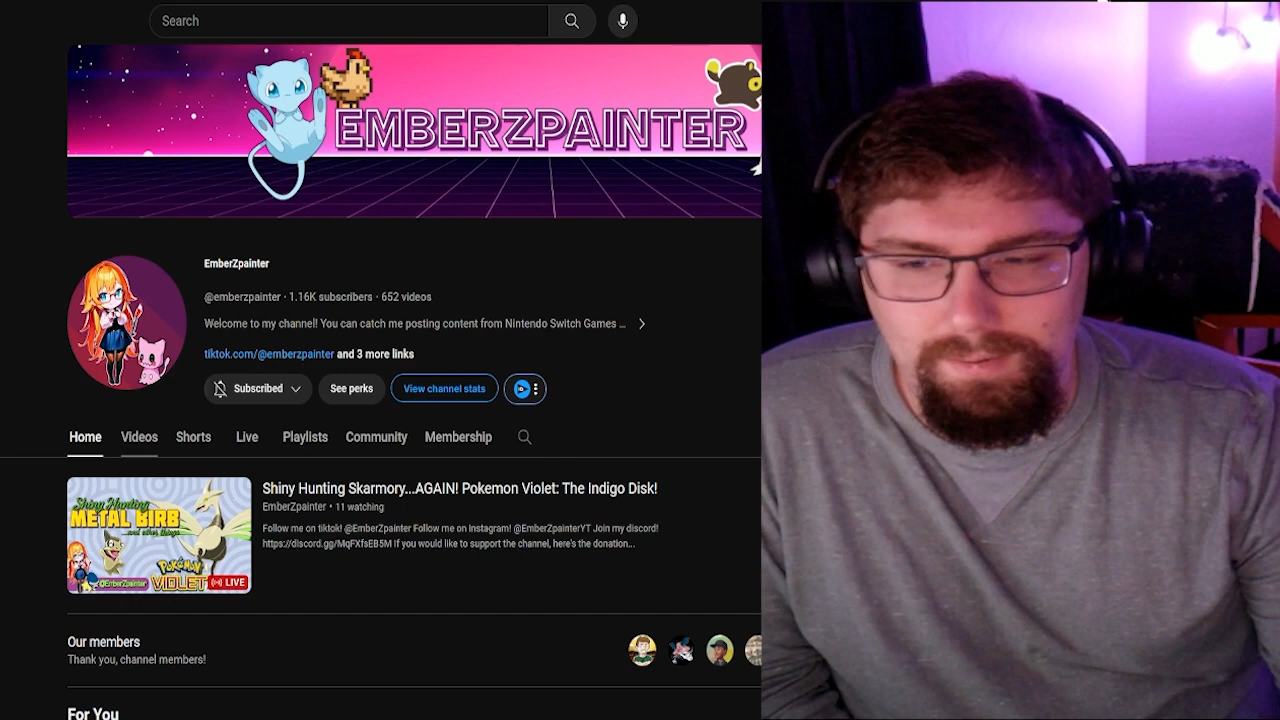 Search
EMBERZPAINTER
EmberZpainter
@emberzpainter · 1.16K subscribers · 652 videos
Welcome to my channel! You can catch me posting content from Nintendo Switch Games ...
tiktok.com/@emberzpainter and 3 more links
Subscribed
See perks
View channel stats
Home Videos Shorts Live Playlists Community Membership
Shiny Hunting
METAL BIRB
...and other things
@EmberZpainter
POKéMON
VIOLET
LIVE
Shiny Hunting Skarmory...AGAIN! Pokemon Violet: The Indigo Disk!
EmberZpainter • 11 watching
Follow me on tiktok! @EmberZpainter Follow me on Instagram! @EmberZpainterYT Join my discord!
https://discord.gg/MqFXfsEB5M If you would like to support the channel, here's the donation...
Our members
Thank you, channel members!
For You